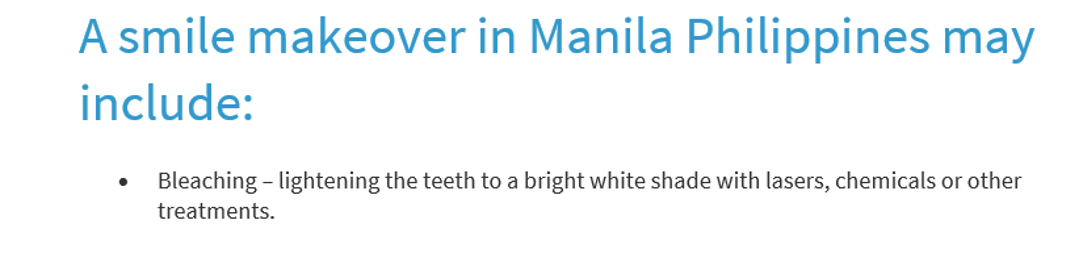 A smile makeover in Manila Philippines may
include:
• Bleaching – lightening the teeth to a bright white shade with lasers, chemicals or other
treatments.